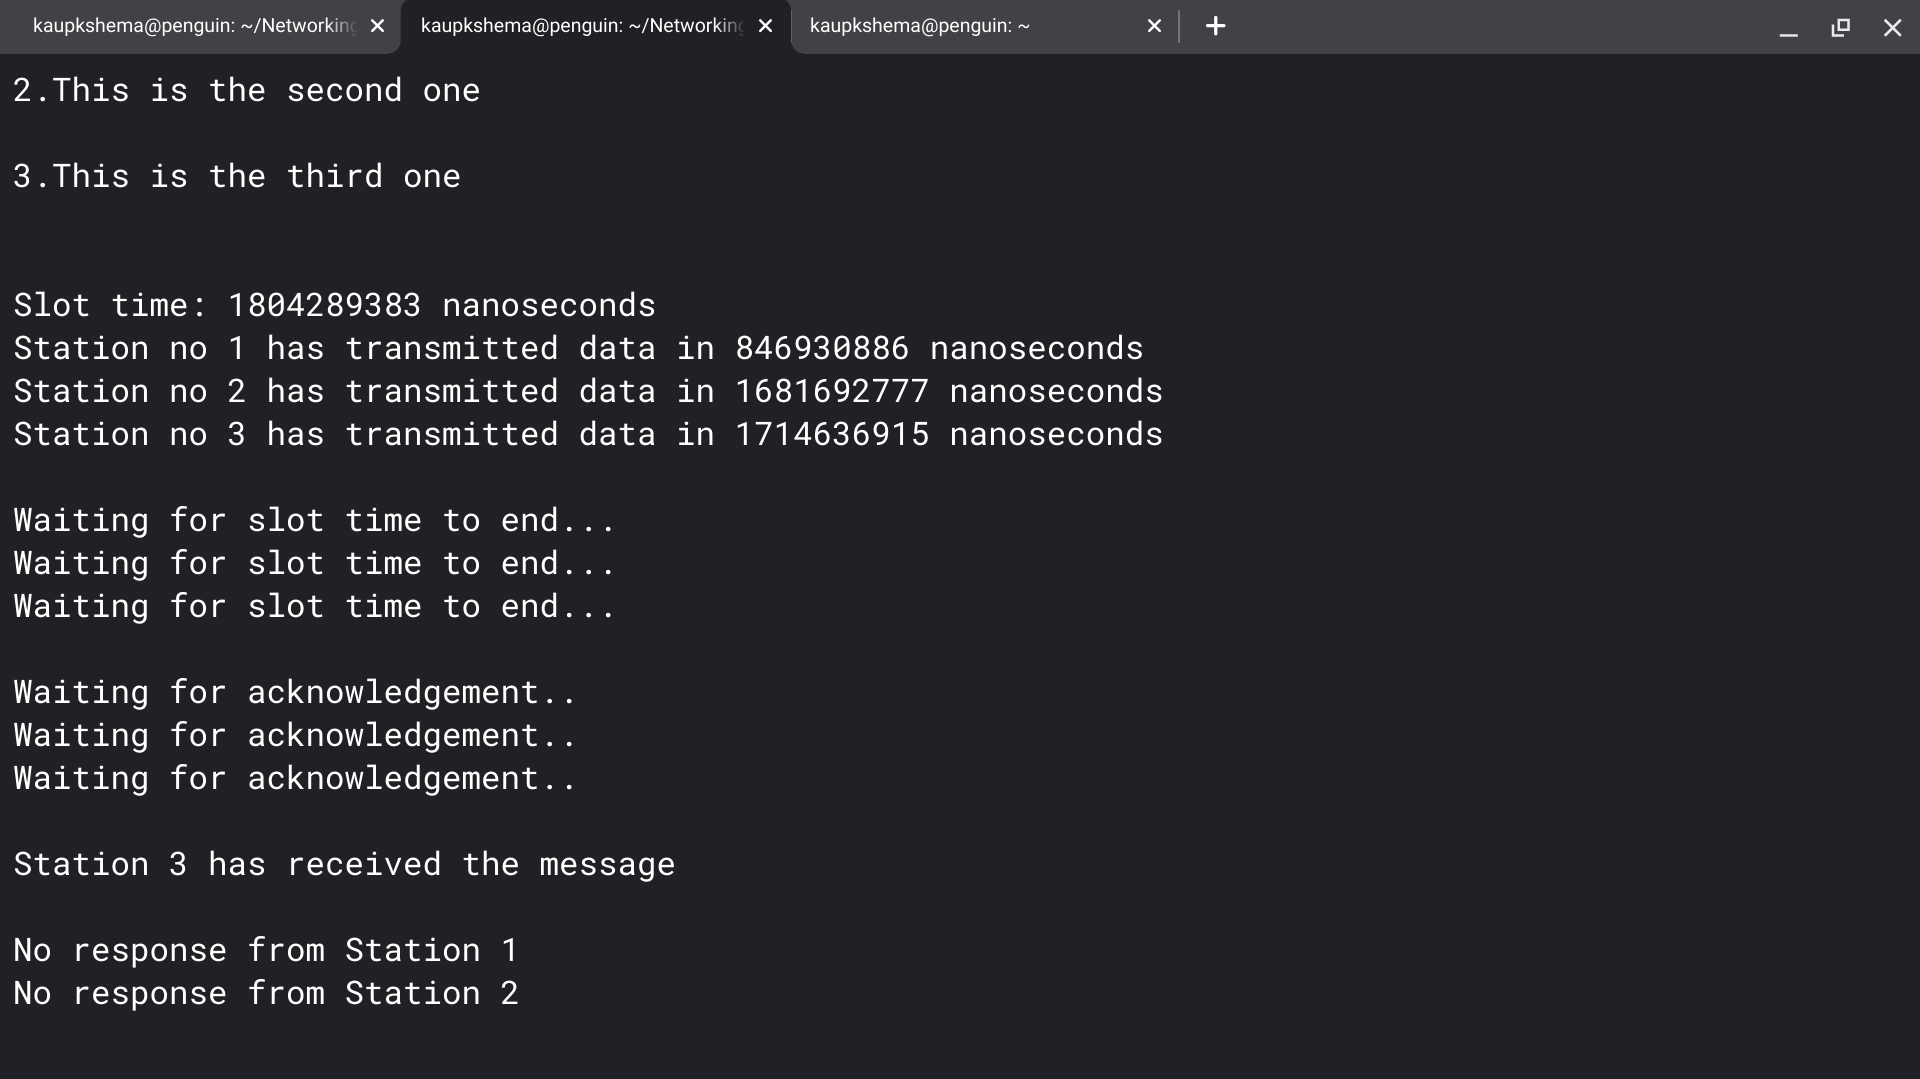 kaupkshema@penguin: ~/Networking
kaupkshema@penguin: ~/Networking
kaupkshema@penguin: ~
2.This is the second one
3.This is the third one
Slot time: 1804289383 nanoseconds
Station no 1 has transmitted data in 846930886 nanoseconds
Station no 2 has transmitted data in 1681692777 nanoseconds
Station no 3 has transmitted data in 1714636915 nanoseconds
Waiting for slot time to end...
Waiting for slot time to end...
Waiting for slot time to end...
Waiting for acknowledgement..
Waiting for acknowledgement..
Waiting for acknowledgement..
Station 3 has received the message
No response from Station 1
No response from Station 2